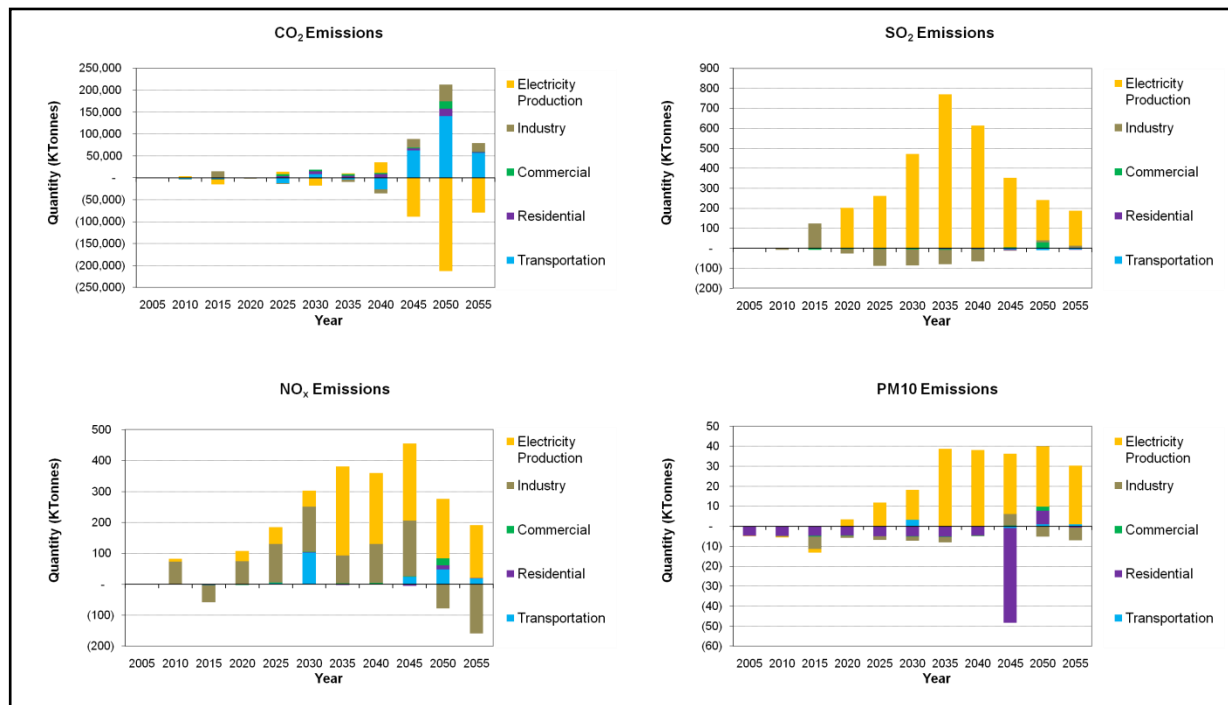 CO₂ Emissions
Quantity (KTonnes)
250,000
200,000
150,000
100,000
50,000
-
(50,000)
(100,000)
(150,000)
(200,000)
(250,000)
2005 2010 2015 2020 2025 2030 2035 2040 2045 2050 2055
Year
Electricity
Production
Industry
Commercial
Residential
Transportation
SO₂ Emissions
Quantity (KTonnes)
900
800
700
600
500
400
300
200
100
-
(100)
(200)
2005 2010 2015 2020 2025 2030 2035 2040 2045 2050 2055
Year
Electricity
Production
Industry
Commercial
Residential
Transportation
NOₓ Emissions
Quantity (KTonnes)
500
400
300
200
100
-
(100)
(200)
2005 2010 2015 2020 2025 2030 2035 2040 2045 2050 2055
Year
Electricity
Production
Industry
Commercial
Residential
Transportation
PM10 Emissions
Quantity (KTonnes)
50
40
30
20
10
-
(10)
(20)
(30)
(40)
(50)
(60)
2005 2010 2015 2020 2025 2030 2035 2040 2045 2050 2055
Year
Electricity
Production
Industry
Commercial
Residential
Transportation